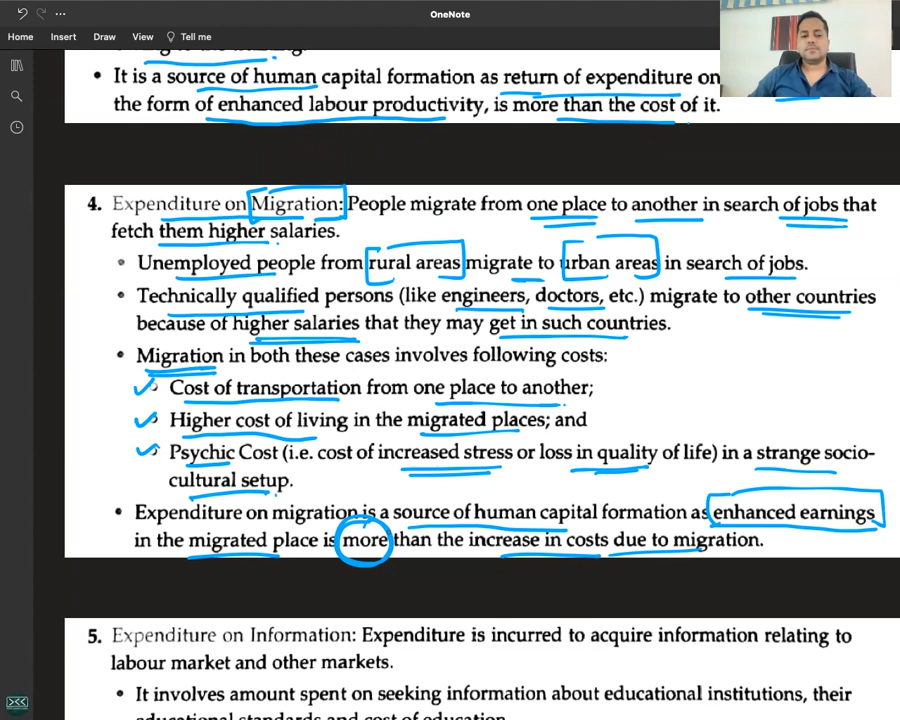 OneNote
Home Insert Draw View Tell me
• It is a source of human capital formation as return of expenditure on
the form of enhanced labour productivity, is more than the cost of it.
4. Expenditure on Migration: People migrate from one place to another in search of jobs that
fetch them higher salaries.
• Unemployed people from rural areas migrate to urban areas in search of jobs.
• Technically qualified persons (like engineers, doctors, etc.) migrate to other countries
because of higher salaries that they may get in such countries.
• Migration in both these cases involves following costs:
Cost of transportation from one place to another;
Higher cost of living in the migrated places; and
Psychic Cost (i.e. cost of increased stress or loss in quality of life) in a strange socio-
cultural setup.
• Expenditure on migration is a source of human capital formation as enhanced earnings
in the migrated place is more than the increase in costs due to migration.
5. Expenditure on Information: Expenditure is incurred to acquire information relating to
labour market and other markets.
• It involves amount spent on seeking information about educational institutions, their
educational standards and cost of education.